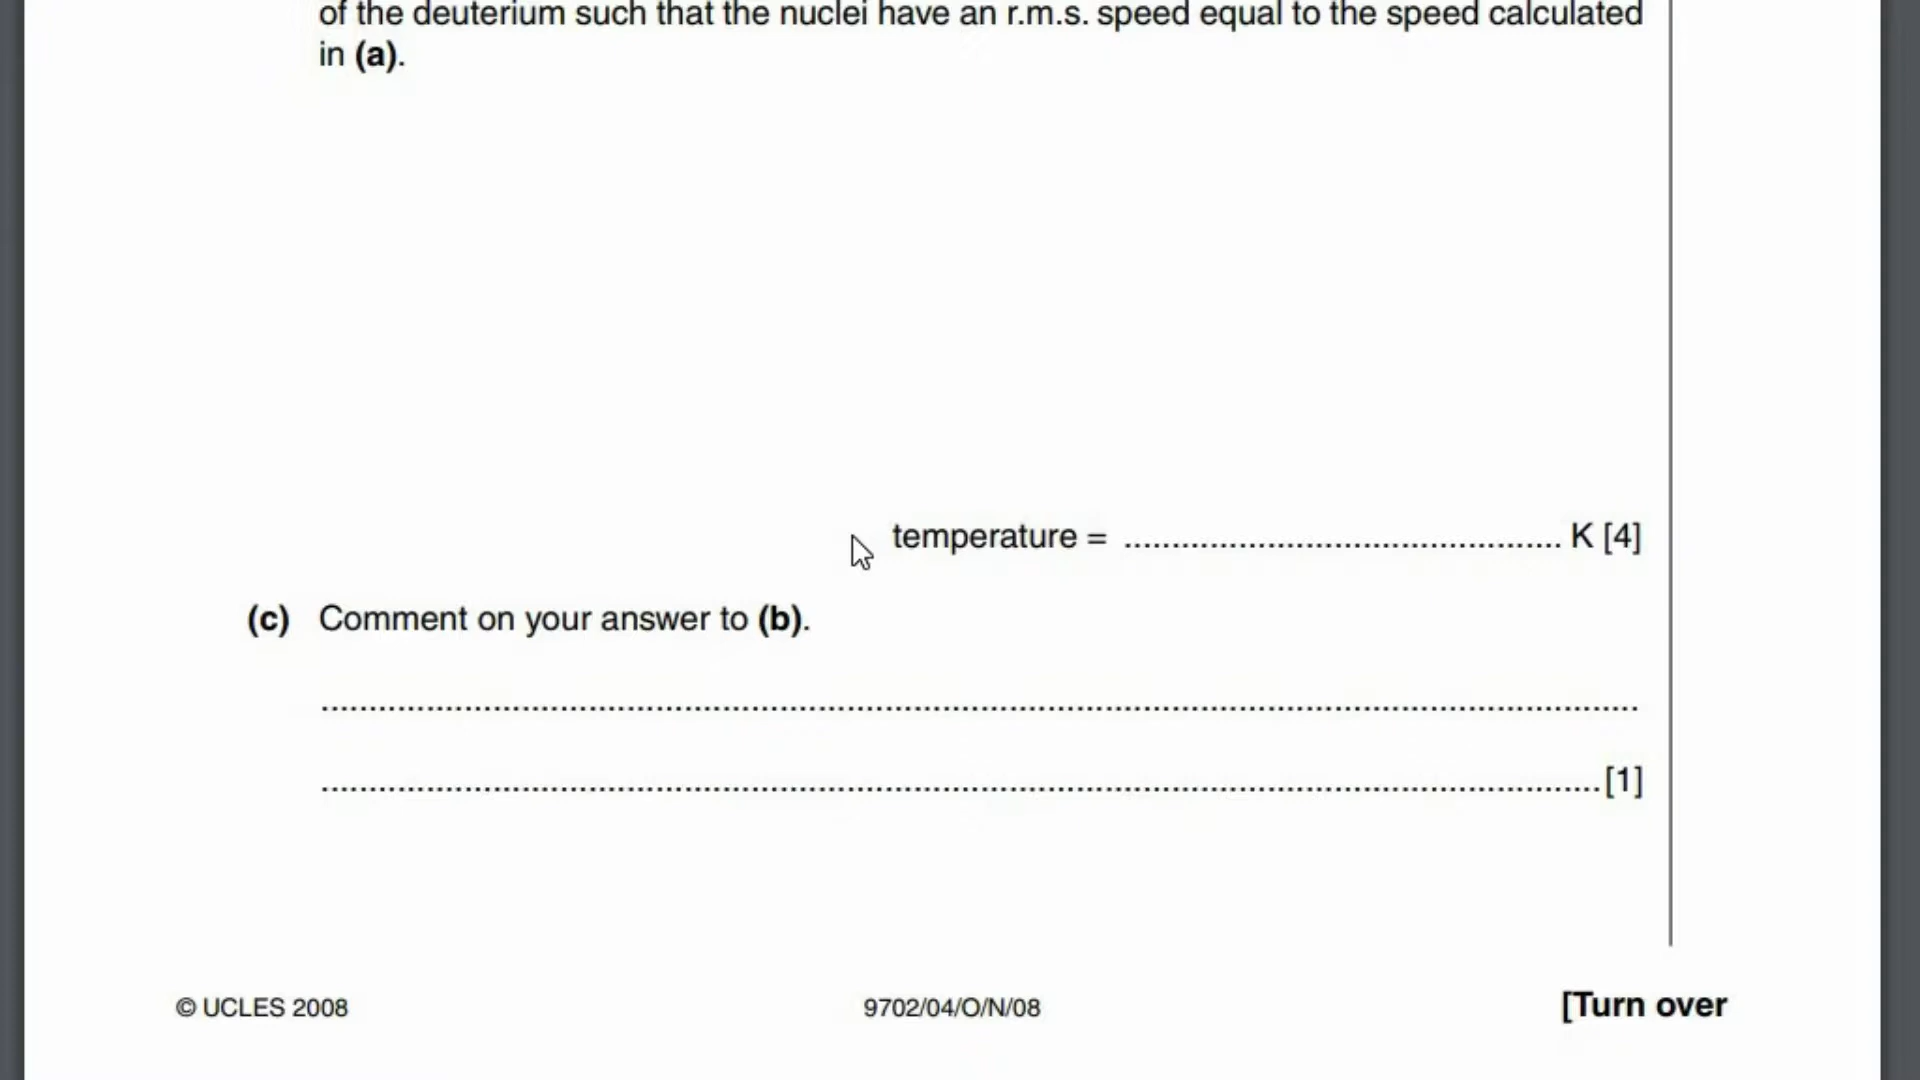 of the deuterium such that the nuclei have an r.m.s. speed equal to the speed calculated
in (a).
temperature = ............................................. K [4]
(c) Comment on your answer to (b).
..........................................................................................................................................
......................................................................................................................................[1]
© UCLES 2008
9702/04/O/N/08
[Turn over